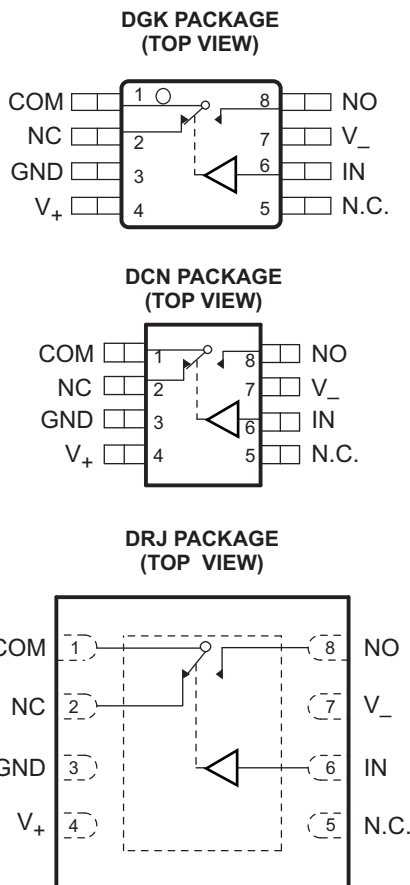 DGK PACKAGE
(TOP VIEW)
COM 1 8 NO
NC 2 7 V_
GND 3 6 IN
V+ 4 5 N.C.
DCN PACKAGE
(TOP VIEW)
COM 1 8 NO
NC 2 7 V_
GND 3 6 IN
V+ 4 5 N.C.
DRJ PACKAGE
(TOP VIEW)
COM 1 8 NO
NC 2 7 V_
GND 3 6 IN
V+ 4 5 N.C.